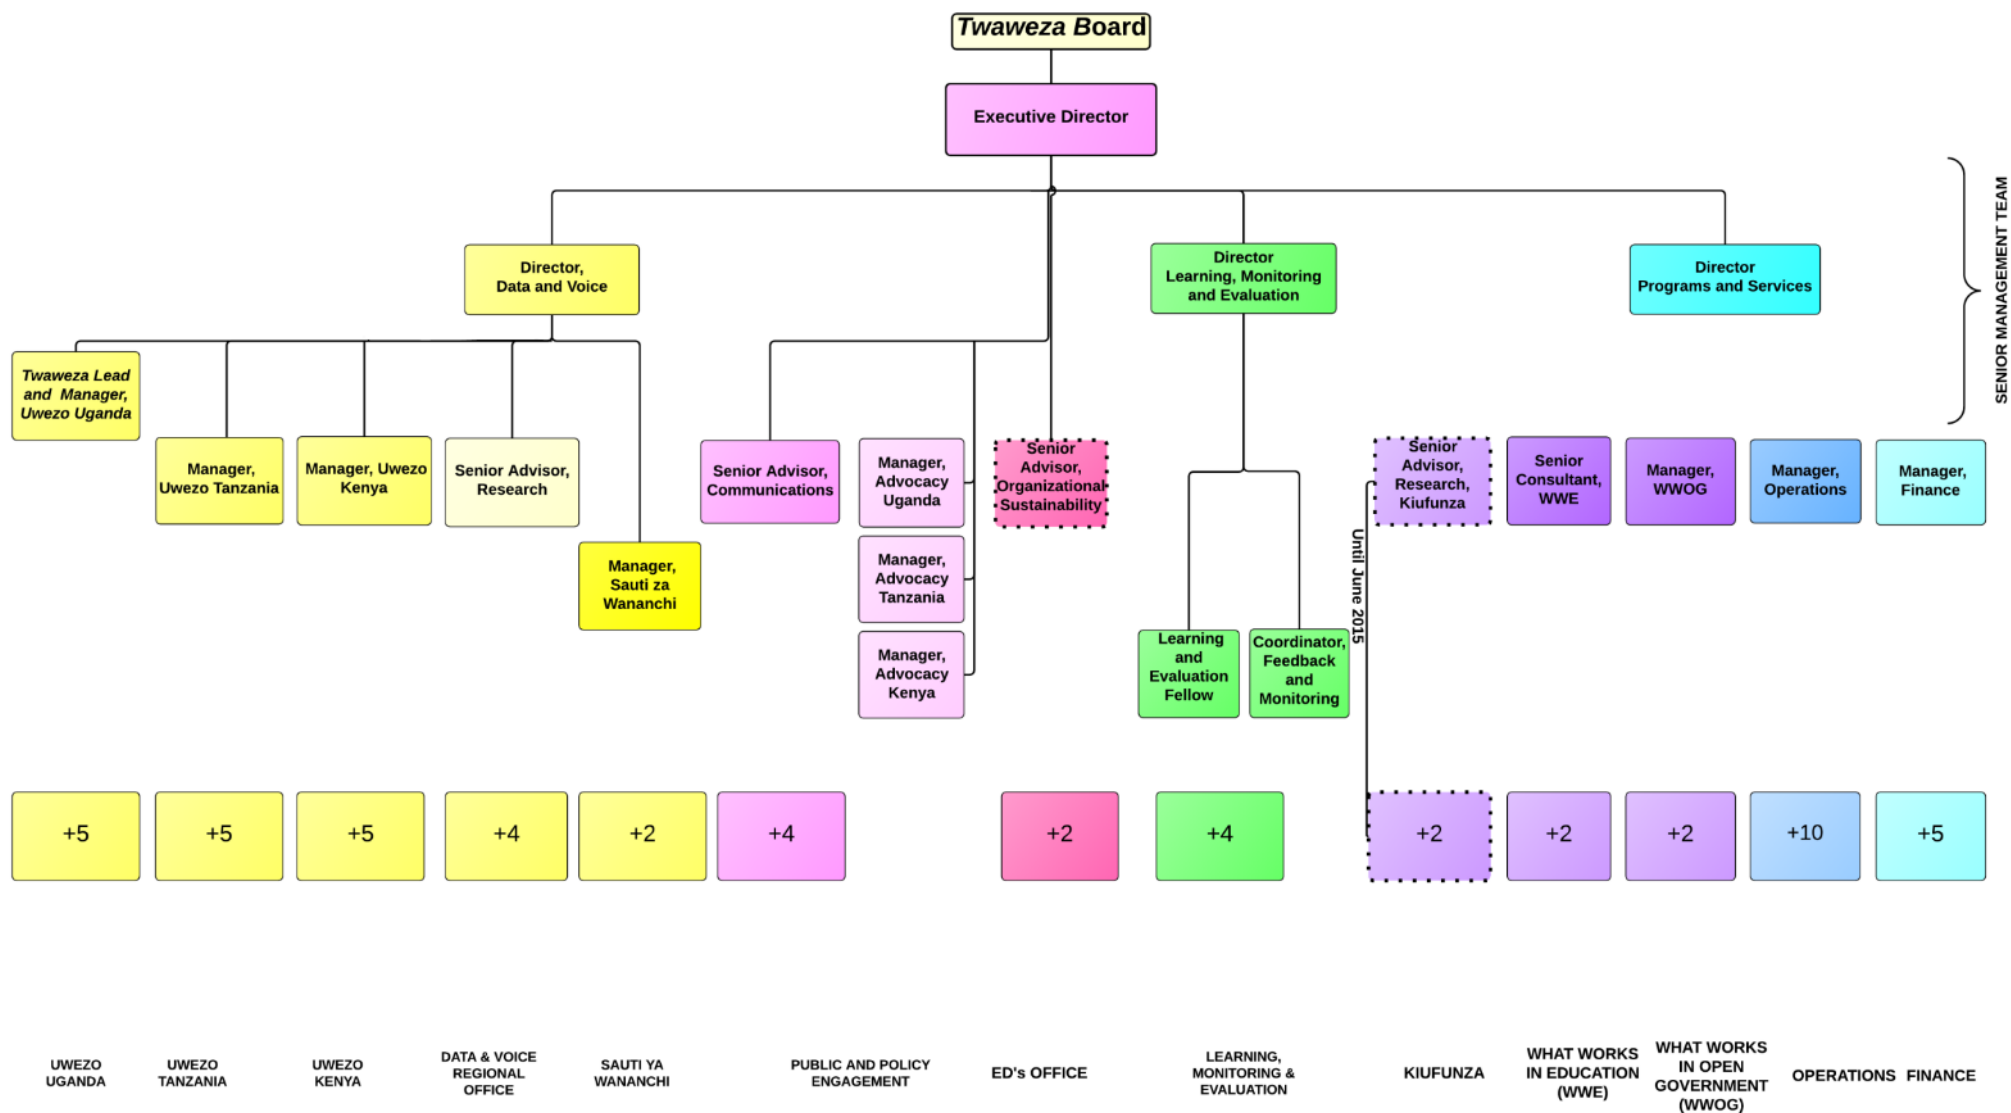 Twaweza Board
Executive Director
SENIOR MANAGEMENT TEAM
Director,
Data and Voice
Director
Learning, Monitoring
and Evaluation
Director
Programs and Services
Twaweza Lead
and Manager,
Uwezo Uganda
Manager,
Uwezo Tanzania
Manager, Uwezo
Kenya
Senior Advisor,
Research
Manager,
Sauti za
Wananchi
Senior Advisor,
Communications
Manager,
Advocacy
Uganda
Manager,
Advocacy
Tanzania
Manager,
Advocacy
Kenya
Senior
Advisor,
Organizational
Sustainability
Learning
and
Evaluation
Fellow
Coordinator,
Feedback
and
Monitoring
Until June 2015
Senior
Advisor,
Research,
Kiufunza
Senior
Consultant,
WWE
Manager,
WWOG
Manager,
Operations
Manager,
Finance
+5
+5
+5
+4
+2
+4
+2
+4
+2
+2
+2
+10
+5
UWEZO
UGANDA
UWEZO
TANZANIA
UWEZO
KENYA
DATA & VOICE
REGIONAL
OFFICE
SAUTI YA
WANANCHI
PUBLIC AND POLICY
ENGAGEMENT
ED's OFFICE
LEARNING,
MONITORING &
EVALUATION
KIUFUNZA
WHAT WORKS
IN EDUCATION
(WWE)
WHAT WORKS
IN OPEN
GOVERNMENT
(WWOG)
OPERATIONS
FINANCE